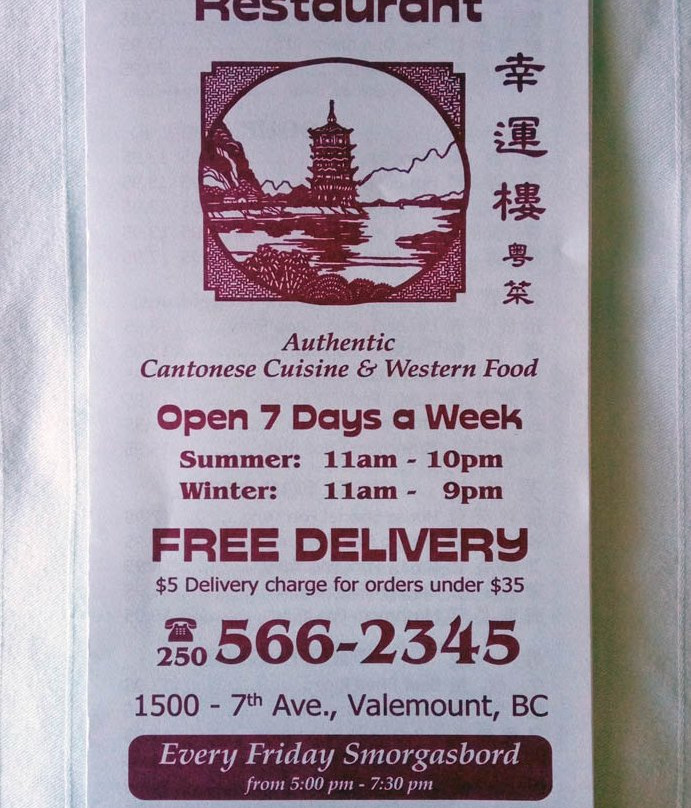 Restaurant
幸運樓
粵菜
Authentic
Cantonese Cuisine & Western Food
Open 7 Days a Week
Summer: 11am - 10pm
Winter: 11am - 9pm
FREE DELIVERY
$5 Delivery charge for orders under $35
250 566-2345
1500 - 7th Ave., Valemount, BC
Every Friday Smorgasbord
from 5:00 pm - 7:30 pm